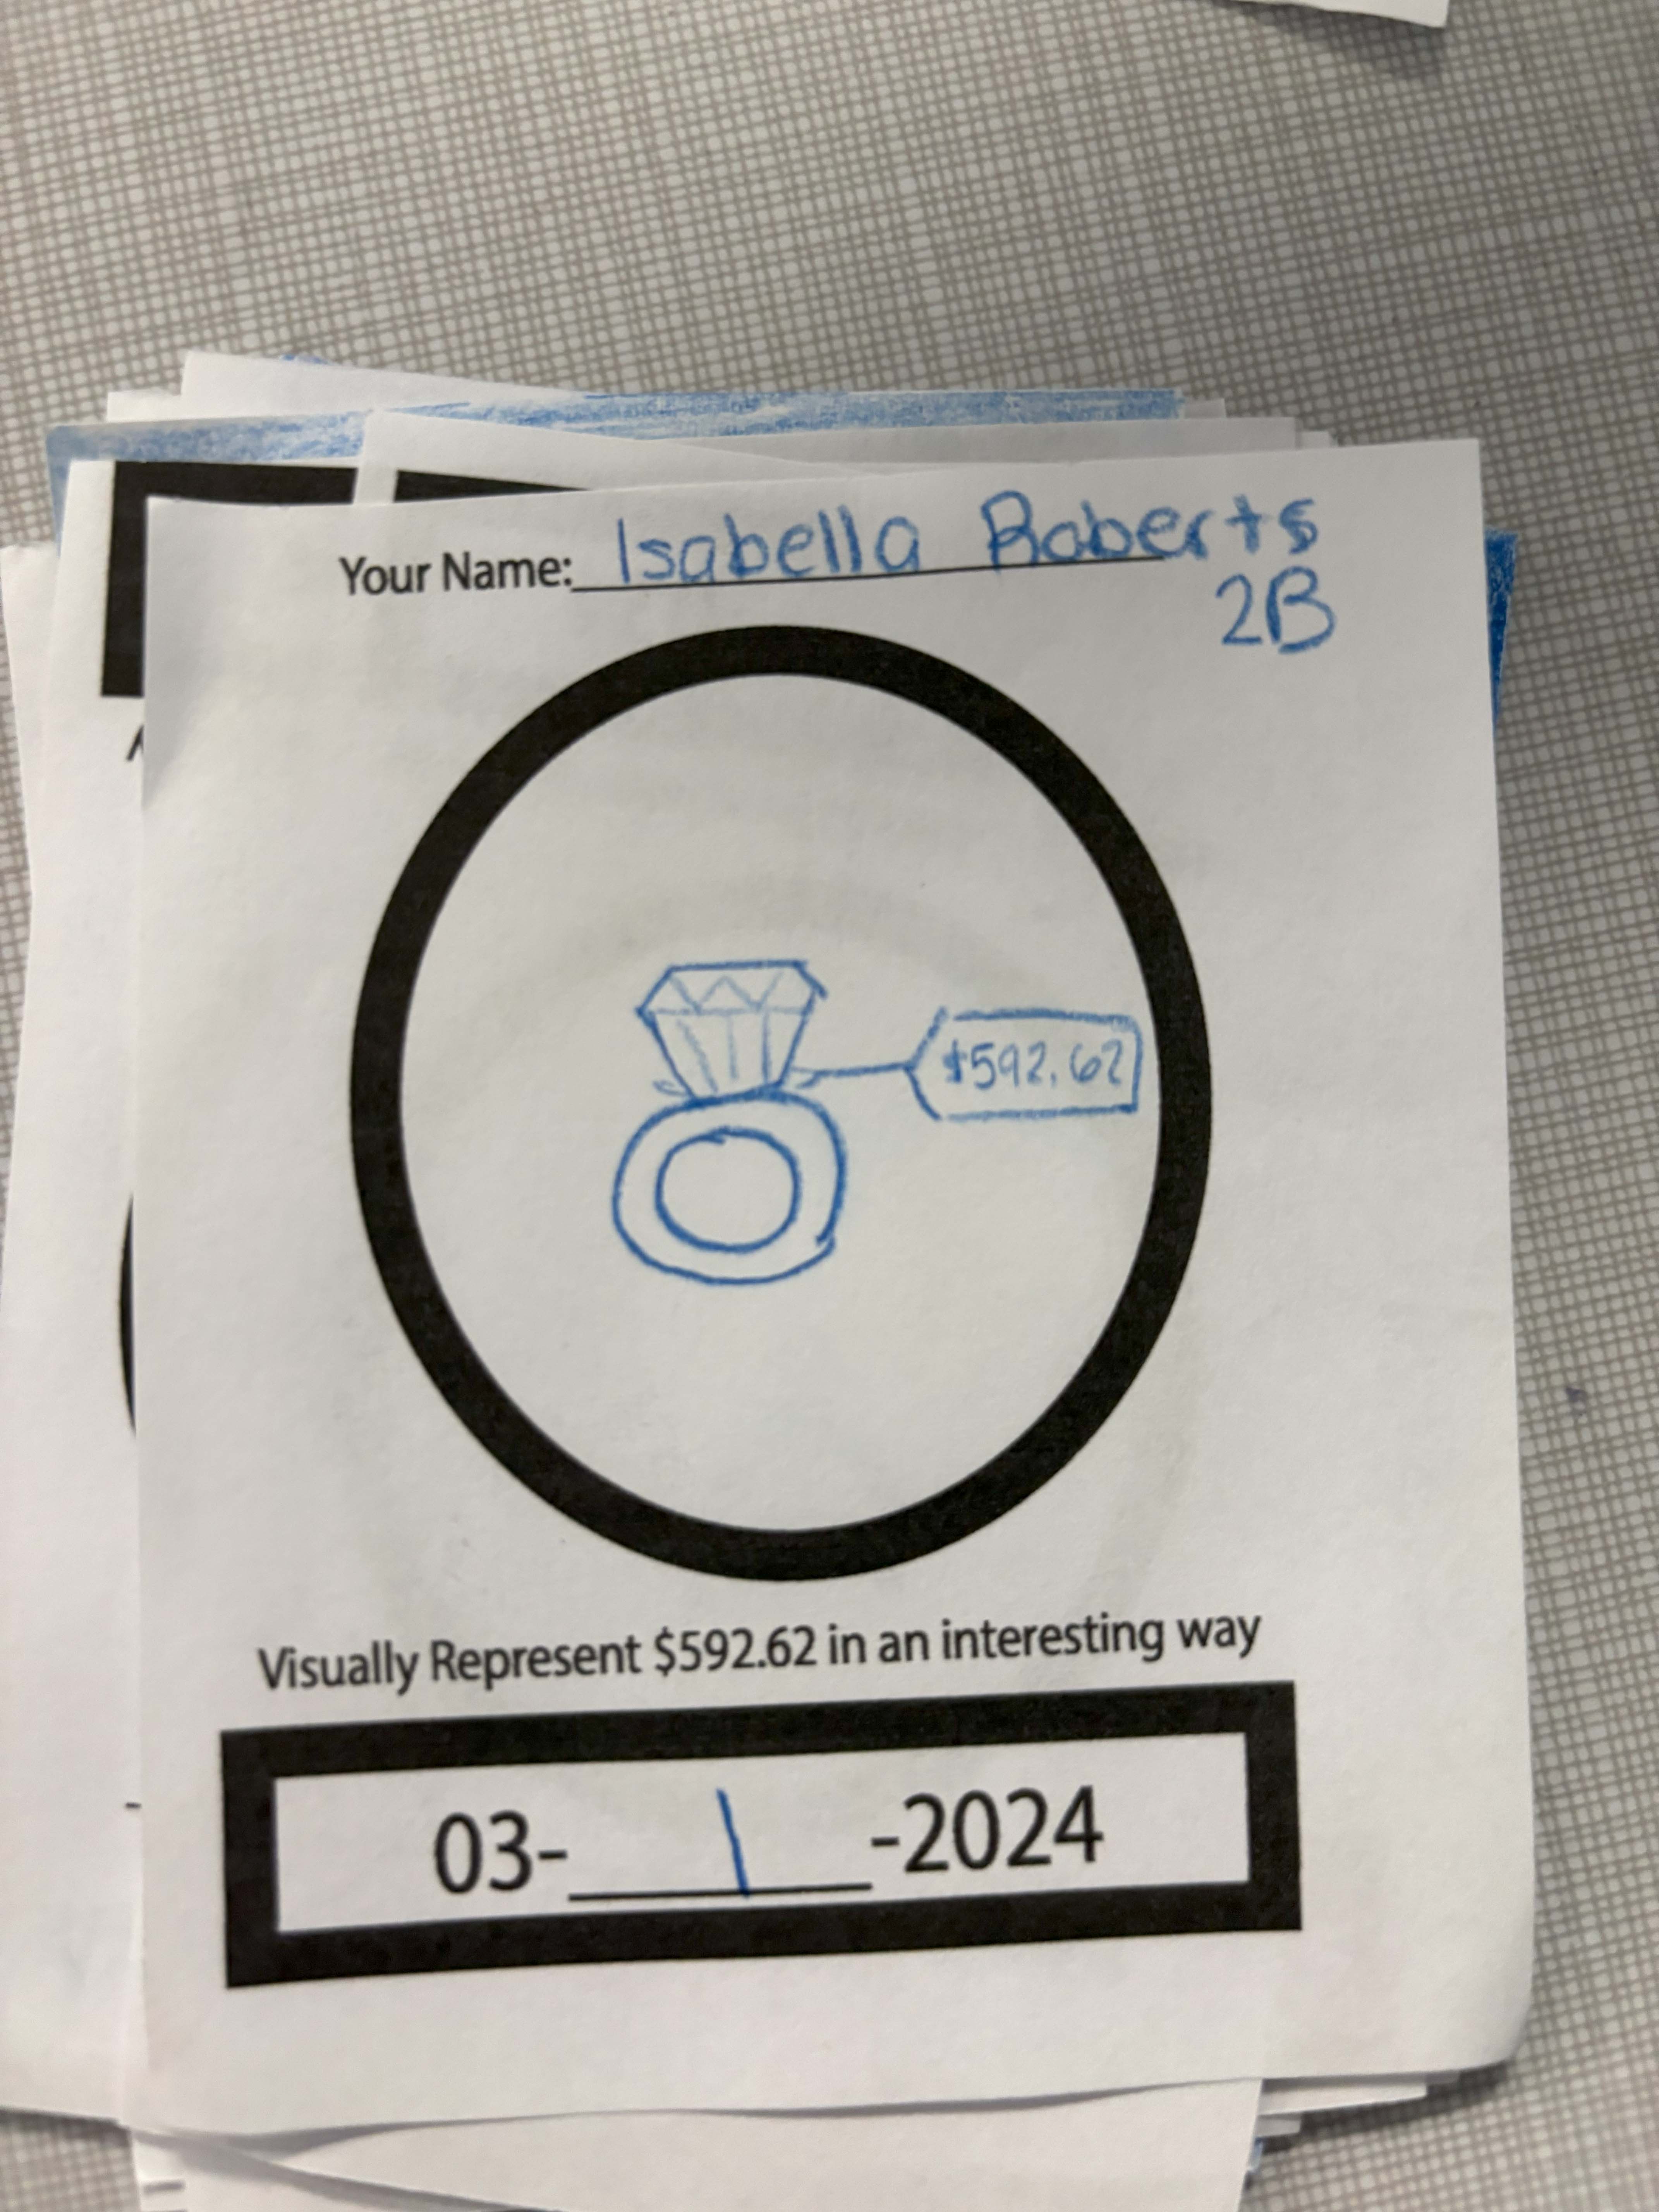 Your Name: Isabella Roberts
2B
$592.62
Visually Represent $592.62 in an interesting way
03-1-2024